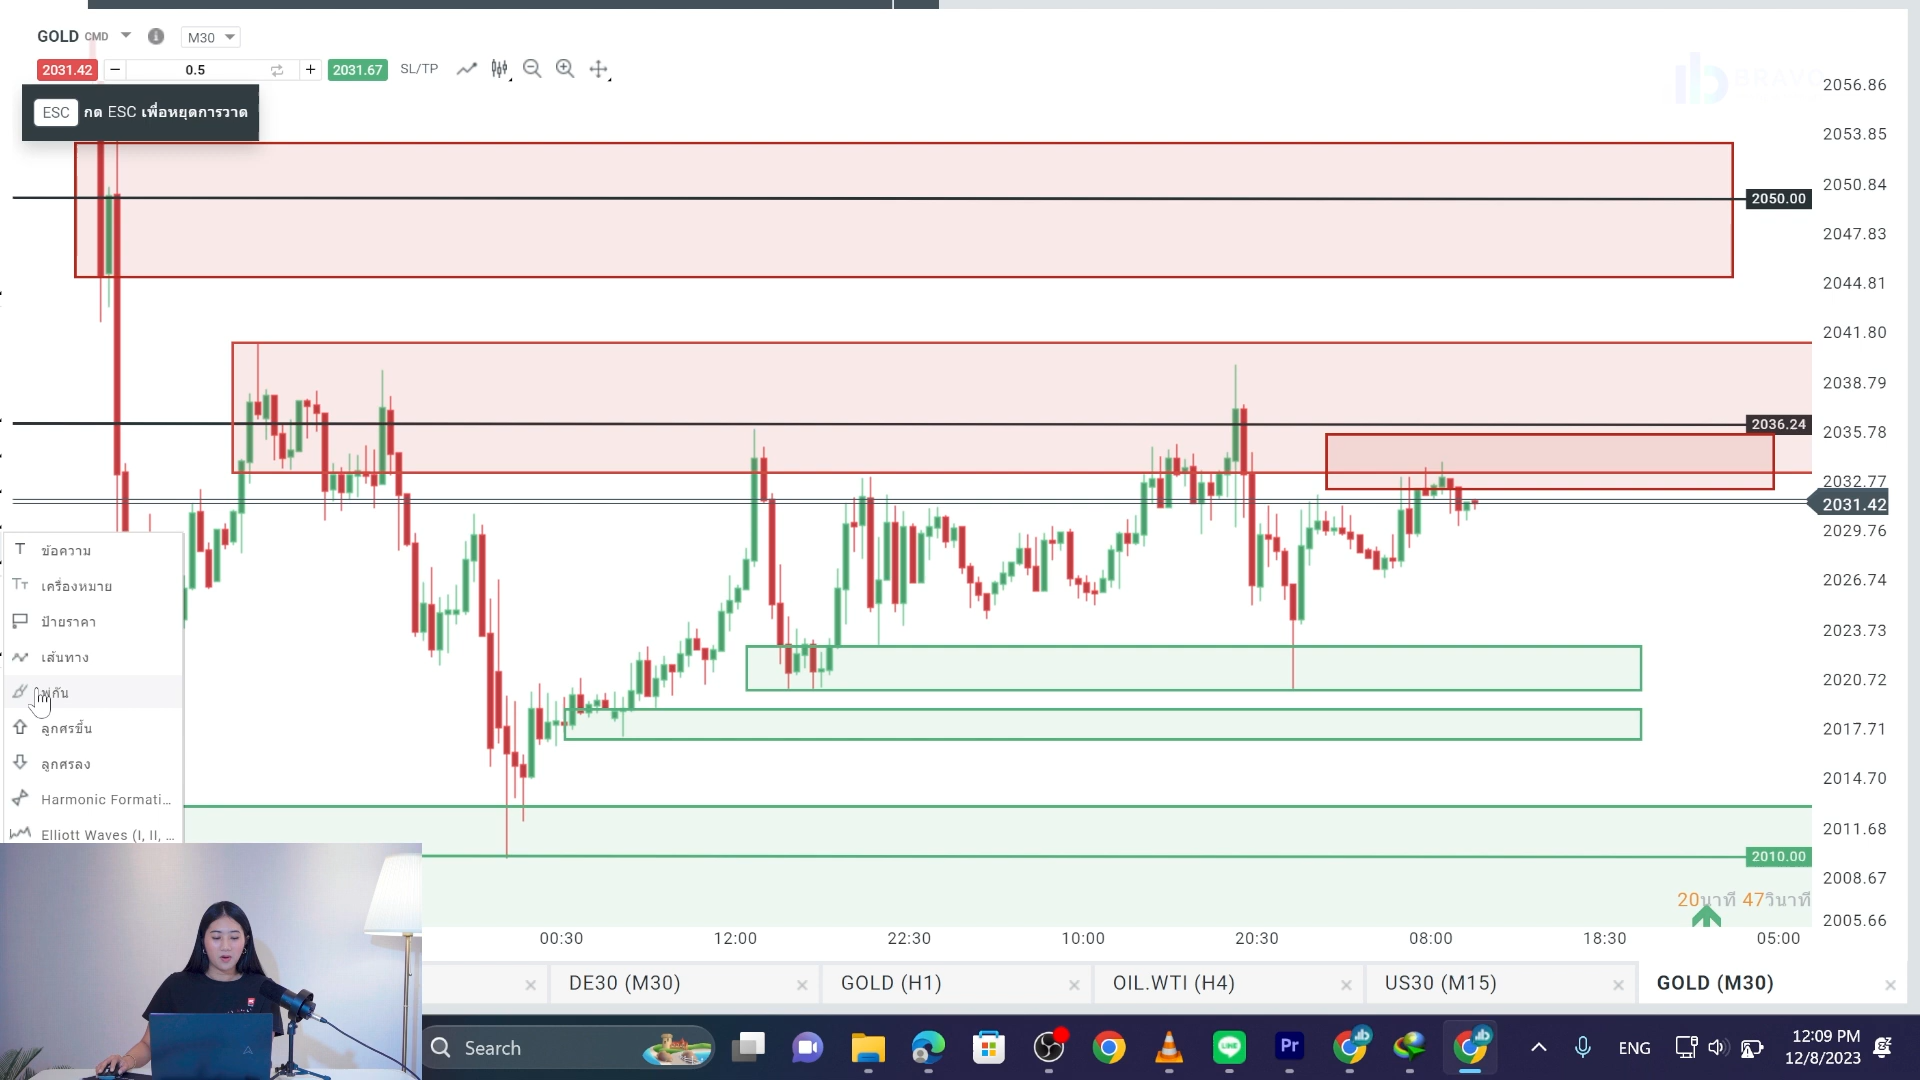 GOLD CMD M30
2031.42 − 0.5 + 2031.67 SL/TP
ESC กด ESC เพื่อหยุดการวาด
2056.86
2053.85
2050.84
2050.00
2047.83
2044.81
2041.80
2038.79
2036.24
2035.78
2032.77
2031.42
2029.76
2026.74
2023.73
2020.72
2017.71
2014.70
2011.68
2010.00
2008.67
2005.66
T ข้อความ
TT เครื่องหมาย
ป้ายราคา
เส้นทาง
พู่กัน
ลูกศรขึ้น
ลูกศรลง
Harmonic Formati...
Elliott Waves (I, II, ...
20นาที 47วินาที
00:30 12:00 22:30 10:00 20:30 08:00 18:30 05:00
DE30 (M30) GOLD (H1) OIL.WTI (H4) US30 (M15) GOLD (M30)
Search LINE Pr ENG 12:09 PM
12/8/2023